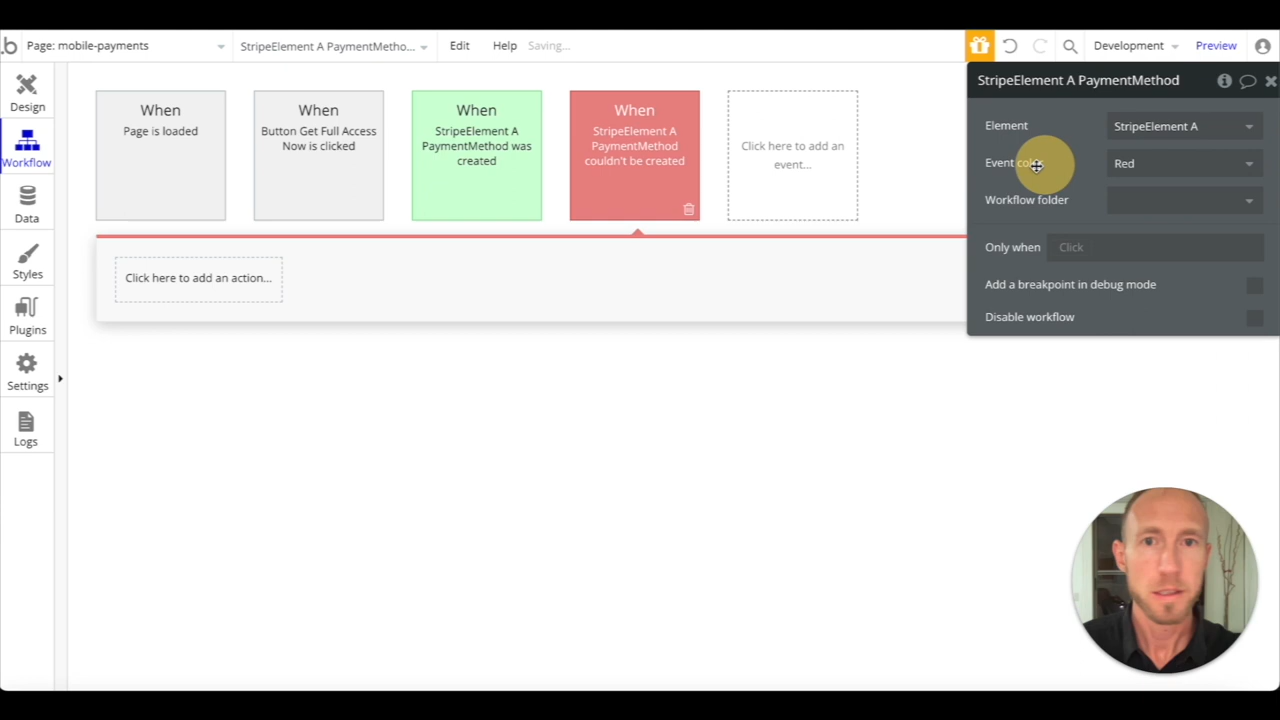 b Page: mobile-payments StripeElement A PaymentMetho... Edit Help Saving... Development Preview
Design
Workflow
Data
Styles
Plugins
Settings
Logs
When
Page is loaded
When
Button Get Full Access
Now is clicked
When
StripeElement A
PaymentMethod was
created
When
StripeElement A
PaymentMethod
couldn't be created
Click here to add an
event...
Click here to add an action...
StripeElement A PaymentMethod
Element StripeElement A
Event color Red
Workflow folder
Only when Click
Add a breakpoint in debug mode
Disable workflow